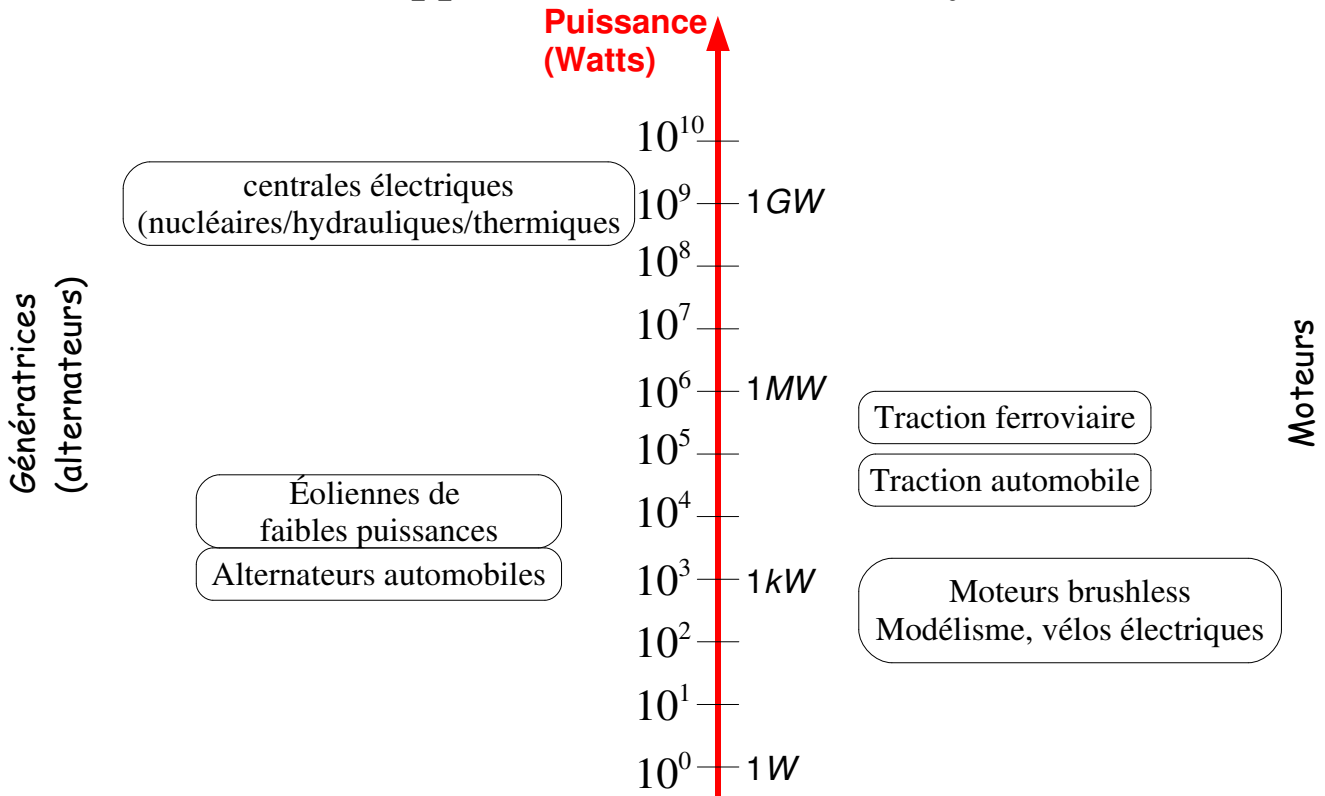 Puissance
(Watts)
10^10
centrales électriques
(nucléaires/hydrauliques/thermiques
10^9
1GW
10^8
10^7
Génératrices
(alternateurs)
Moteurs
10^6
1MW
Traction ferroviaire
10^5
Traction automobile
Éoliennes de
faibles puissances
10^4
Alternateurs automobiles
10^3
1kW
Moteurs brushless
Modélisme, vélos électriques
10^2
10^1
10^0
1W